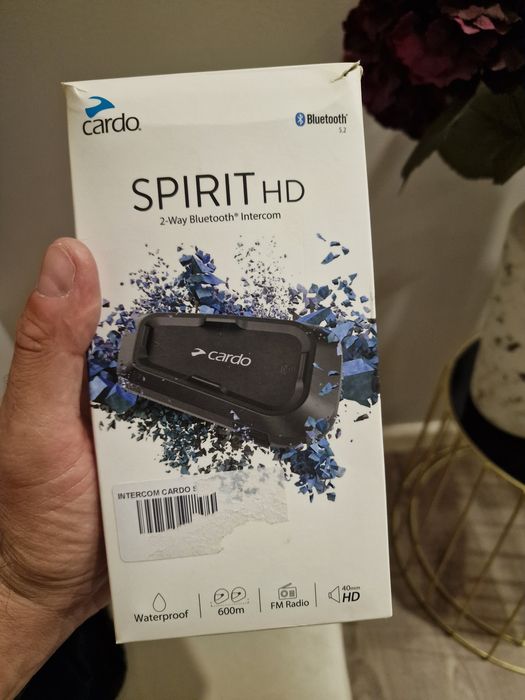 cardo
Bluetooth®
5.2
SPIRIT HD
2-Way Bluetooth® Intercom
cardo
INTERCOM CARDO
Waterproof
600m
FM Radio
40mm
HD